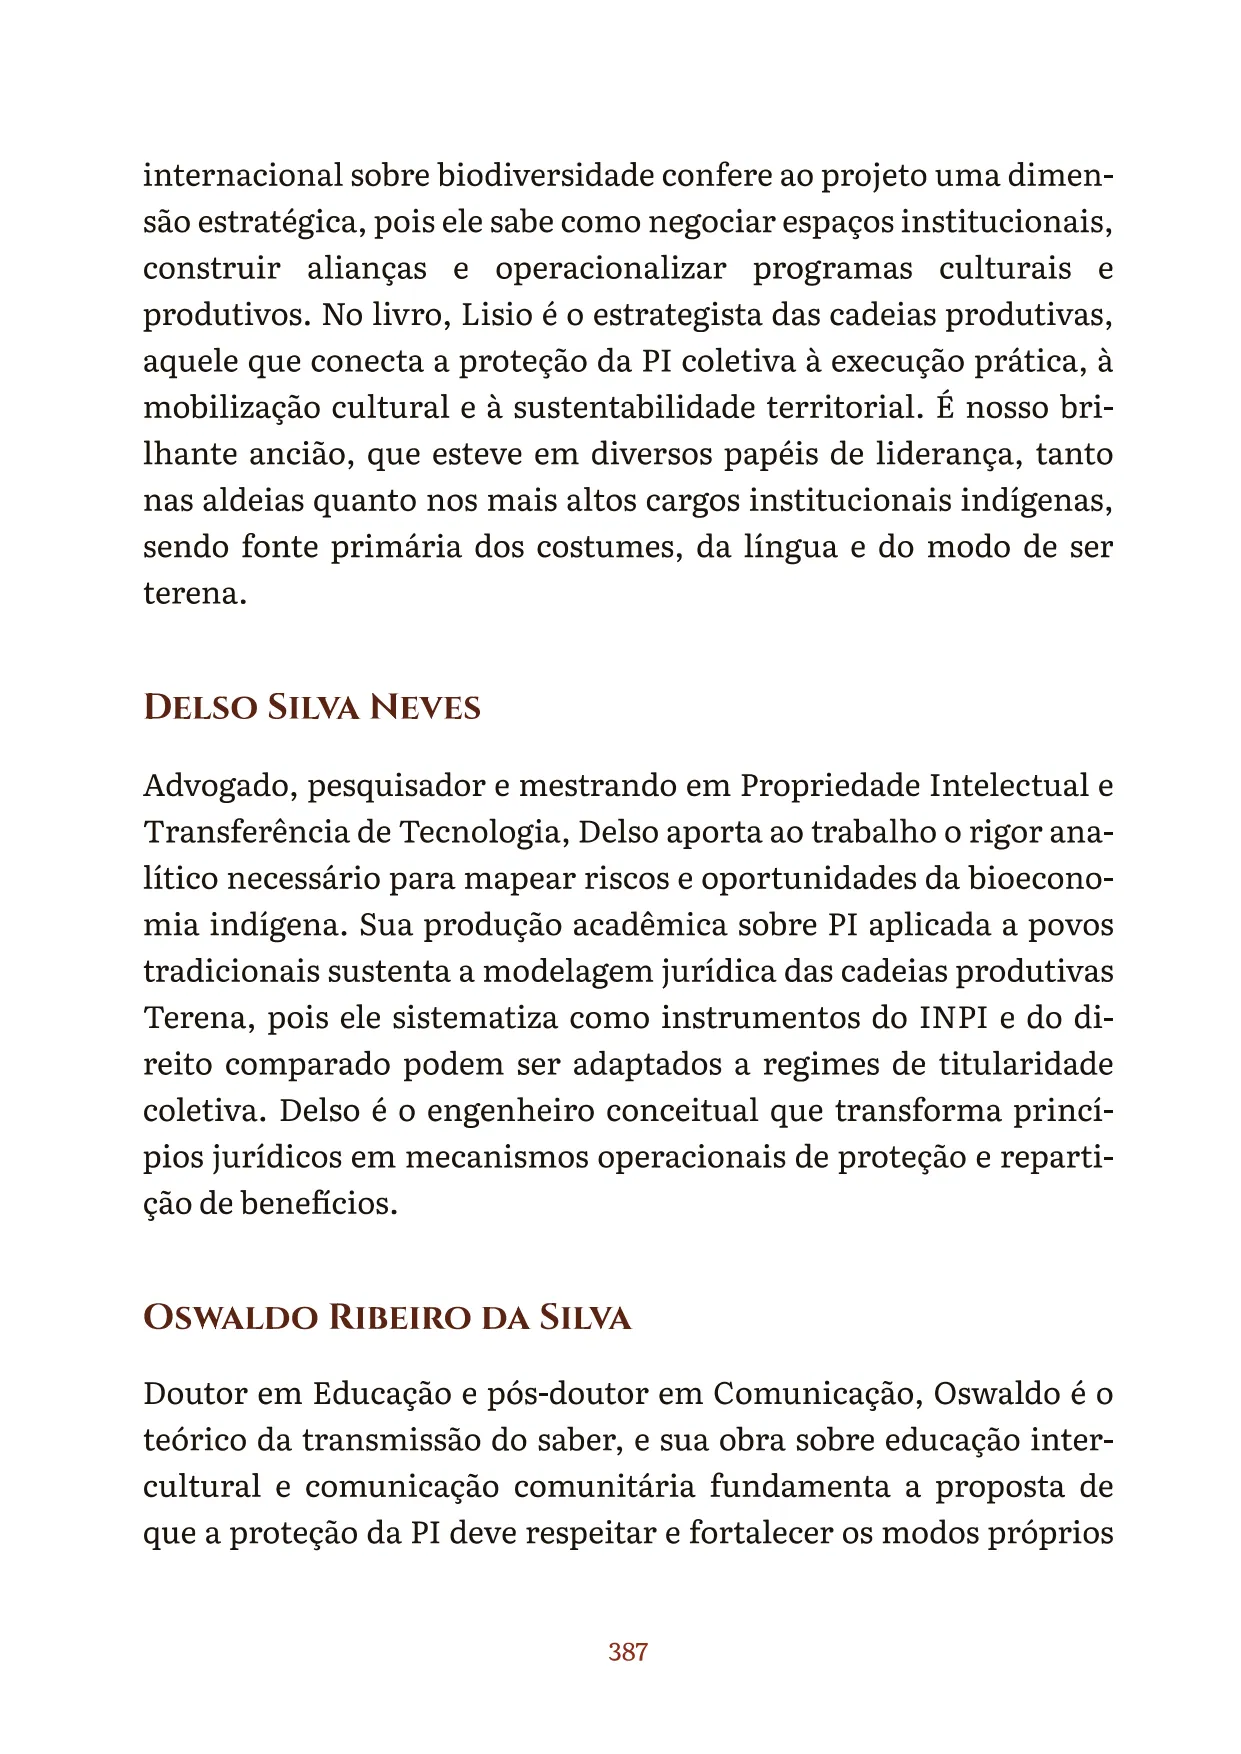 internacional sobre biodiversidade confere ao projeto uma dimen-
são estratégica, pois ele sabe como negociar espaços institucionais,
construir alianças e operacionalizar programas culturais e
produtivos. No livro, Lisio é o estrategista das cadeias produtivas,
aquele que conecta a proteção da PI coletiva à execução prática, à
mobilização cultural e à sustentabilidade territorial. É nosso bri-
lhante ancião, que esteve em diversos papéis de liderança, tanto
nas aldeias quanto nos mais altos cargos institucionais indígenas,
sendo fonte primária dos costumes, da língua e do modo de ser
terena.
Delso Silva Neves
Advogado, pesquisador e mestrando em Propriedade Intelectual e
Transferência de Tecnologia, Delso aporta ao trabalho o rigor ana-
lítico necessário para mapear riscos e oportunidades da bioecono-
mia indígena. Sua produção acadêmica sobre PI aplicada a povos
tradicionais sustenta a modelagem jurídica das cadeias produtivas
Terena, pois ele sistematiza como instrumentos do INPI e do di-
reito comparado podem ser adaptados a regimes de titularidade
coletiva. Delso é o engenheiro conceitual que transforma princí-
pios jurídicos em mecanismos operacionais de proteção e reparti-
ção de benefícios.
Oswaldo Ribeiro da Silva
Doutor em Educação e pós-doutor em Comunicação, Oswaldo é o
teórico da transmissão do saber, e sua obra sobre educação inter-
cultural e comunicação comunitária fundamenta a proposta de
que a proteção da PI deve respeitar e fortalecer os modos próprios
387